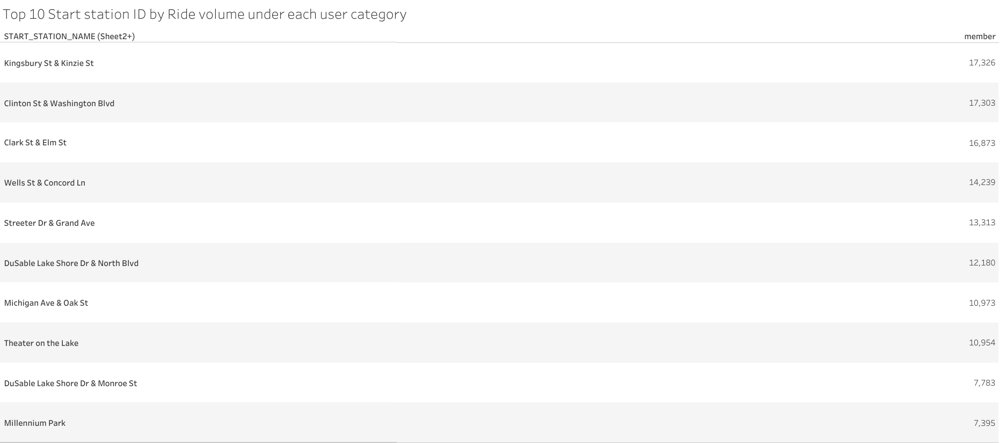 Top 10 Start station ID by Ride volume under each user category
START_STATION_NAME (Sheet2+) member
Kingsbury St & Kinzie St 17,326
Clinton St & Washington Blvd 17,303
Clark St & Elm St 16,873
Wells St & Concord Ln 14,239
Streeter Dr & Grand Ave 13,313
DuSable Lake Shore Dr & North Blvd 12,180
Michigan Ave & Oak St 10,973
Theater on the Lake 10,954
DuSable Lake Shore Dr & Monroe St 7,783
Millennium Park 7,395